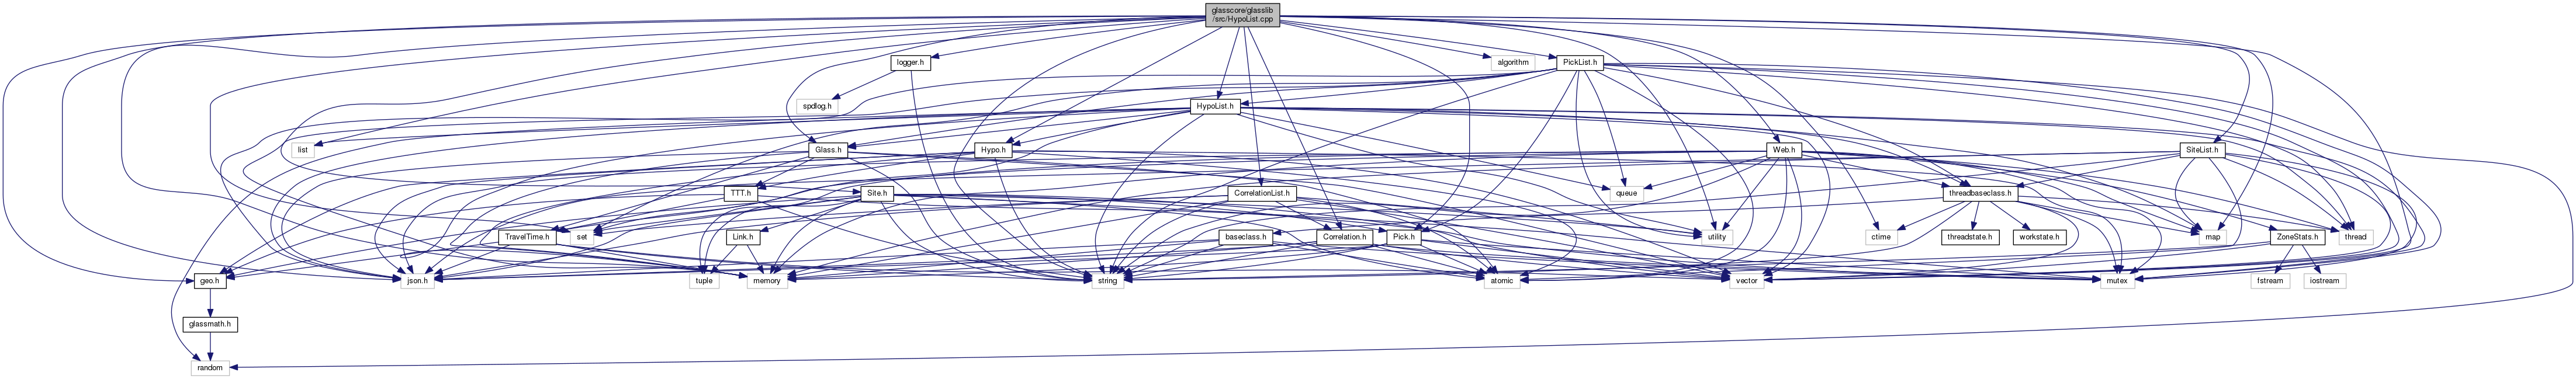 glasscore/glasslib
/src/HypoList.cpp
logger.h
algorithm
PickList.h
spdlog.h
HypoList.h
list
Glass.h
Hypo.h
Web.h
SiteList.h
TTT.h
Site.h
CorrelationList.h
queue
threadbaseclass.h
TravelTime.h
set
Link.h
baseclass.h
Correlation.h
Pick.h
utility
ctime
threadstate.h
workstate.h
map
ZoneStats.h
thread
geo.h
json.h
tuple
memory
string
atomic
vector
mutex
fstream
iostream
glassmath.h
random